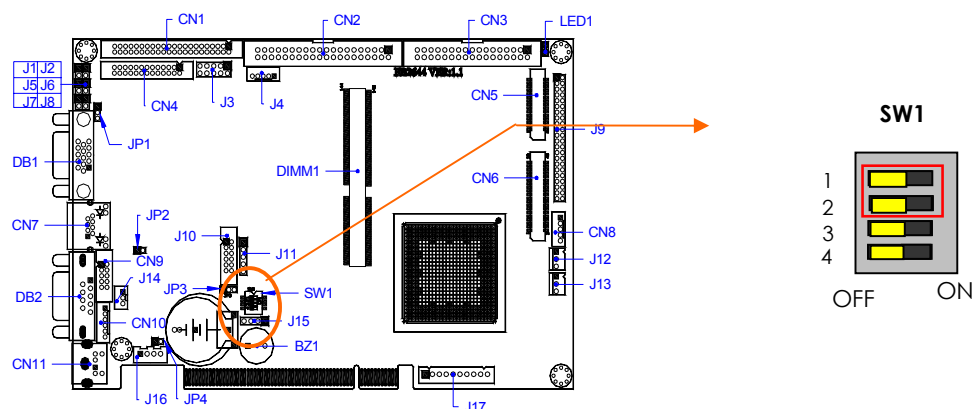 CN1
CN2
CN3
LED1
J1 J2
J5 J6
J7 J8
CN4
J3
J4
CN5
J9
JP1
DB1
DIMM1
CN6
CN7
JP2
J10
J11
CN8
CN9
J14
J12
JP3
SW1
J13
DB2
CN10
J15
BZ1
CN11
J16
JP4
J17
SW1
1
2
3
4
OFF
ON